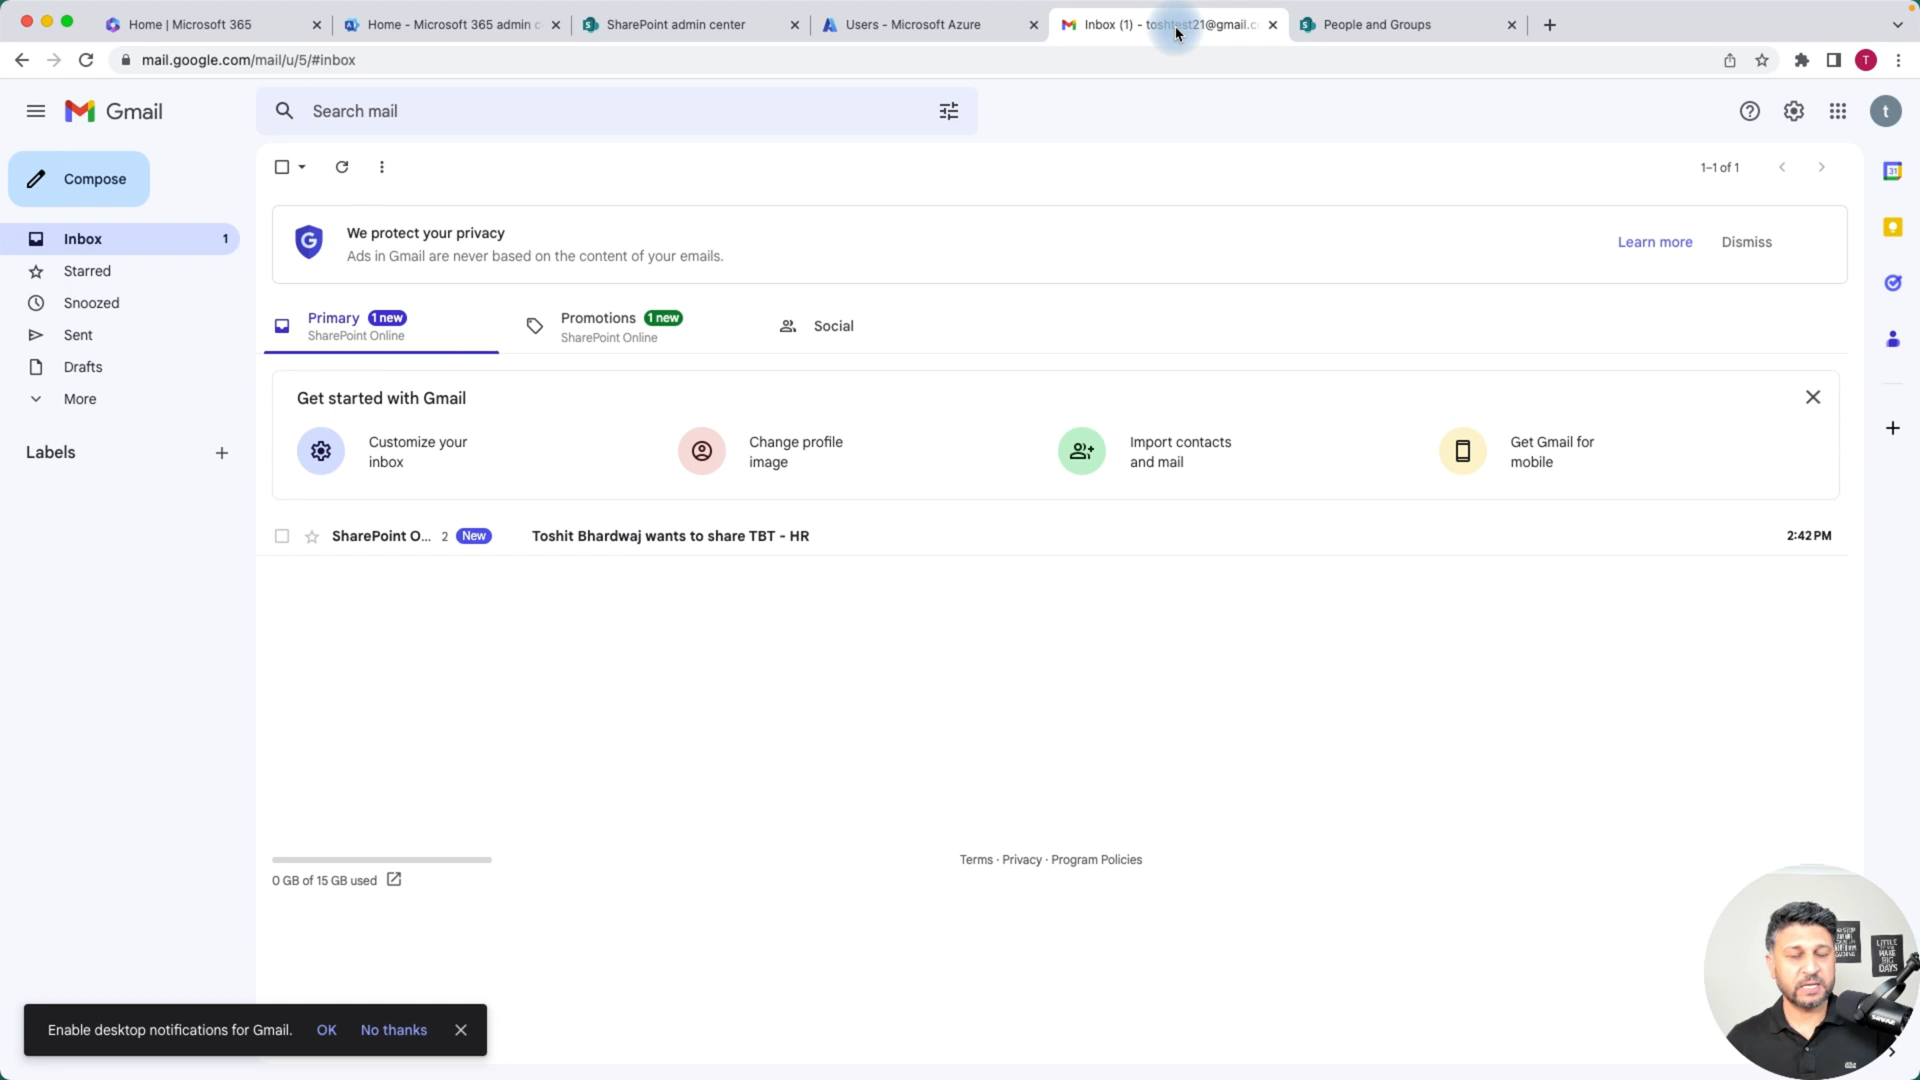 Home | Microsoft 365
Home - Microsoft 365 admin c
SharePoint admin center
Users - Microsoft Azure
Inbox (1) - toshtest21@gmail.c
People and Groups
mail.google.com/mail/u/5/#inbox
T
Gmail
Search mail
t
Compose
1–1 of 1
31
We protect your privacy
Ads in Gmail are never based on the content of your emails.
Learn more
Dismiss
Inbox 1
Starred
Snoozed
Sent
Drafts
More
Labels
Primary 1 new
SharePoint Online
Promotions 1 new
SharePoint Online
Social
Get started with Gmail
Customize your
inbox
Change profile
image
Import contacts
and mail
Get Gmail for
mobile
SharePoint O... 2 New Toshit Bhardwaj wants to share TBT - HR 2:42 PM
Terms · Privacy · Program Policies
0 GB of 15 GB used
LITTLE
BIG
DAYS
Enable desktop notifications for Gmail. OK No thanks